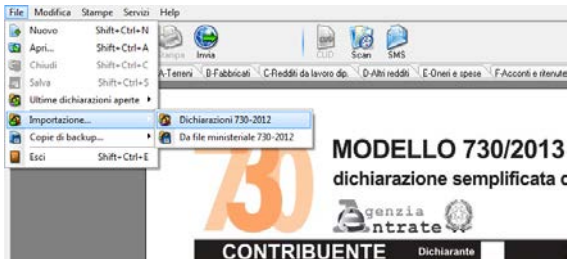 File Modifica Stampe Servizi Help
Nuovo Shift+Ctrl+N
Apri... Shift+Ctrl+A
Chiudi Shift+Ctrl+C
Salva Shift+Ctrl+S
Ultime dichiarazioni aperte
Importazione...
Copie di backup...
Esci Shift+Ctrl+E
Dichiarazioni 730-2012
Da file ministeriale 730-2012
Stampa Invia CUD Scan SMS
A-Terreni B-Fabbricati C-Redditi da lavoro dip. D-Altri redditi E-Oneri e spese F-Acconti e ritenute
730
MODELLO 730/2013
dichiarazione semplificata
Agenzia
Entrate
CONTRIBUENTE Dichiarante